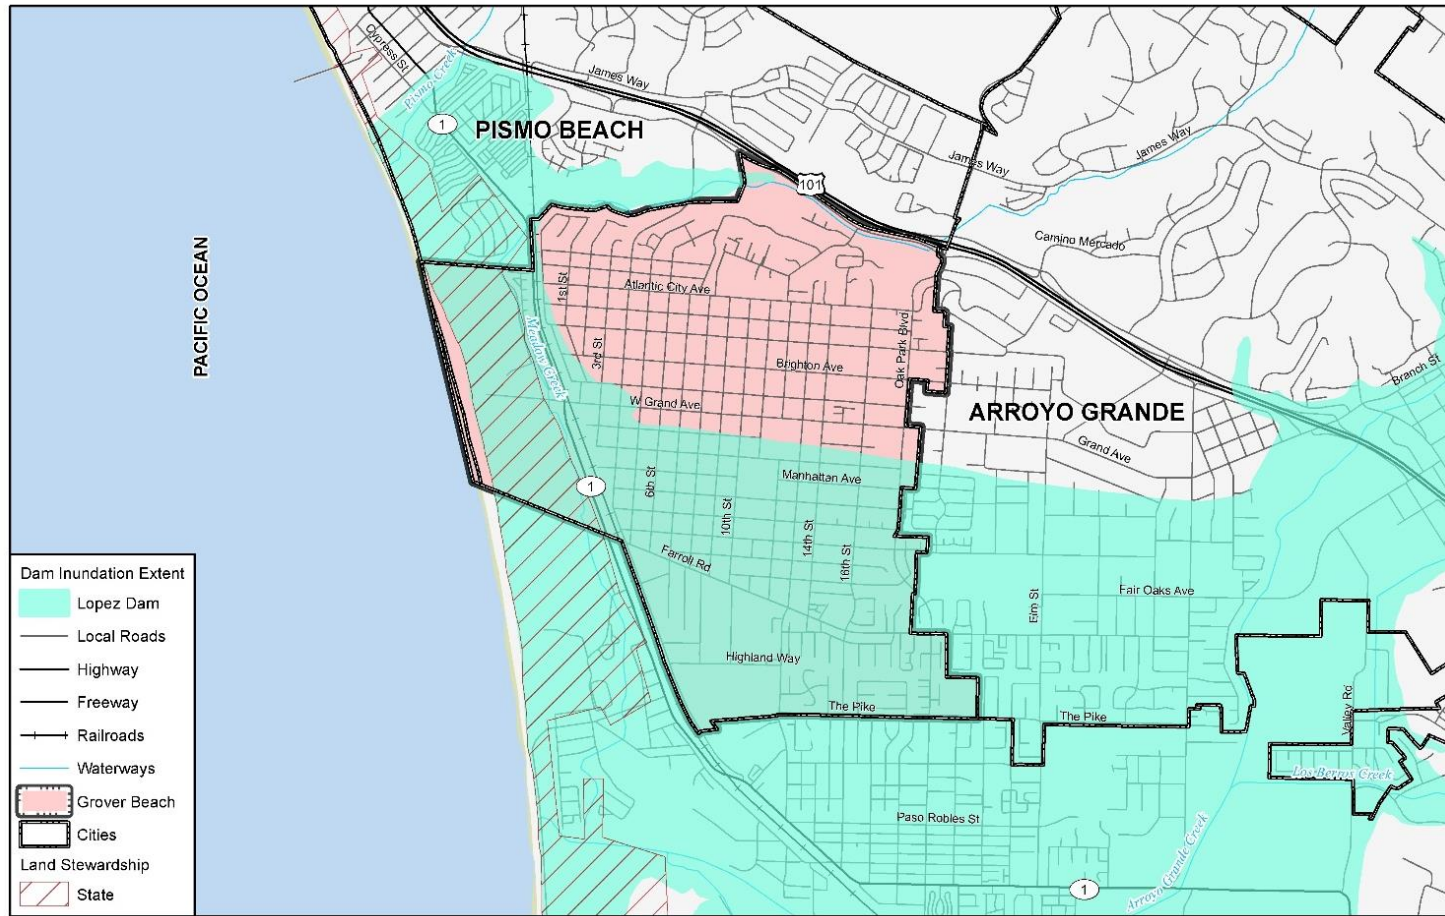 Cypress St
Pismo Creek
James Way
1
PISMO BEACH
James Way
James Way
101
PACIFIC OCEAN
Camino Mercado
1st St
Atlantic City Ave
Meadow Creek
3rd St
Oak Park Blvd
Brighton Ave
Branch St
W Grand Ave
ARROYO GRANDE
Grand Ave
1
6th St
Manhattan Ave
10th St
14th St
16th St
Farroll Rd
Elm St
Fair Oaks Ave
Highland Way
The Pike
The Pike
Valley Rd
Los Berros Creek
Paso Robles St
Arroyo Grande Creek
1
Dam Inundation Extent
Lopez Dam
Local Roads
Highway
Freeway
Railroads
Waterways
Grover Beach
Cities
Land Stewardship
State